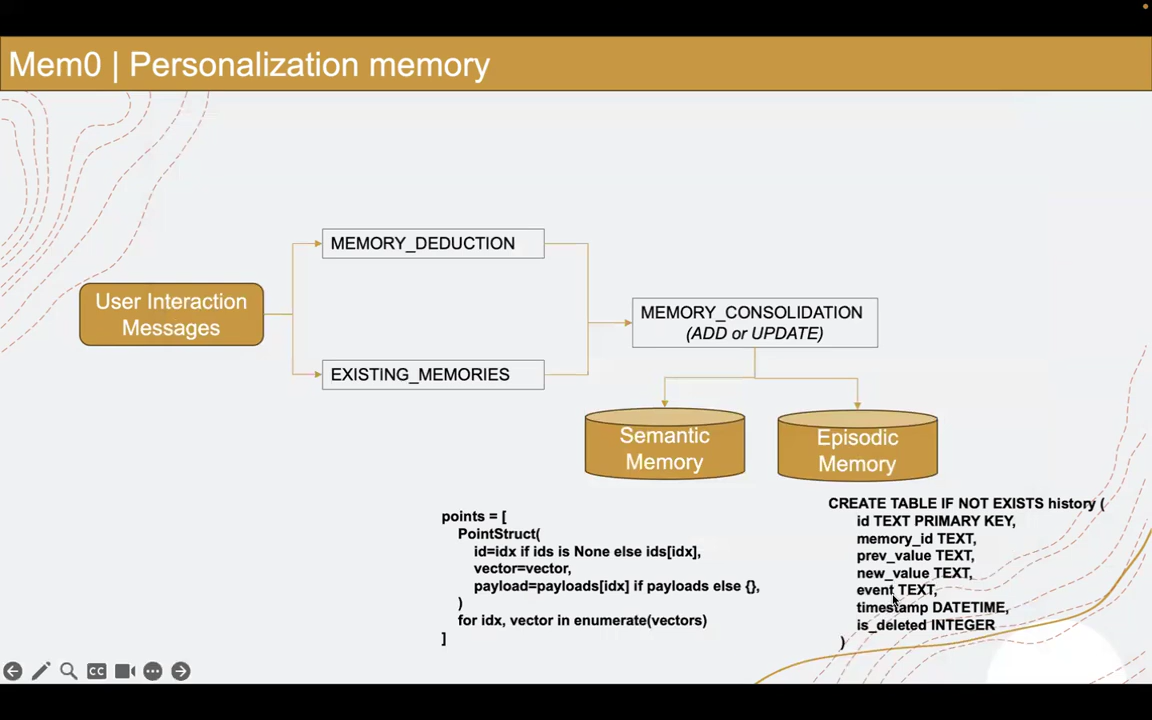 Mem0 | Personalization memory
MEMORY_DEDUCTION
User Interaction
Messages
MEMORY_CONSOLIDATION
(ADD or UPDATE)
EXISTING_MEMORIES
Semantic
Memory
Episodic
Memory
points = [
PointStruct(
id=idx if ids is None else ids[idx],
vector=vector,
payload=payloads[idx] if payloads else {},
)
for idx, vector in enumerate(vectors)
]
CREATE TABLE IF NOT EXISTS history (
id TEXT PRIMARY KEY,
memory_id TEXT,
prev_value TEXT,
new_value TEXT,
event TEXT,
timestamp DATETIME,
is_deleted INTEGER
)
CC